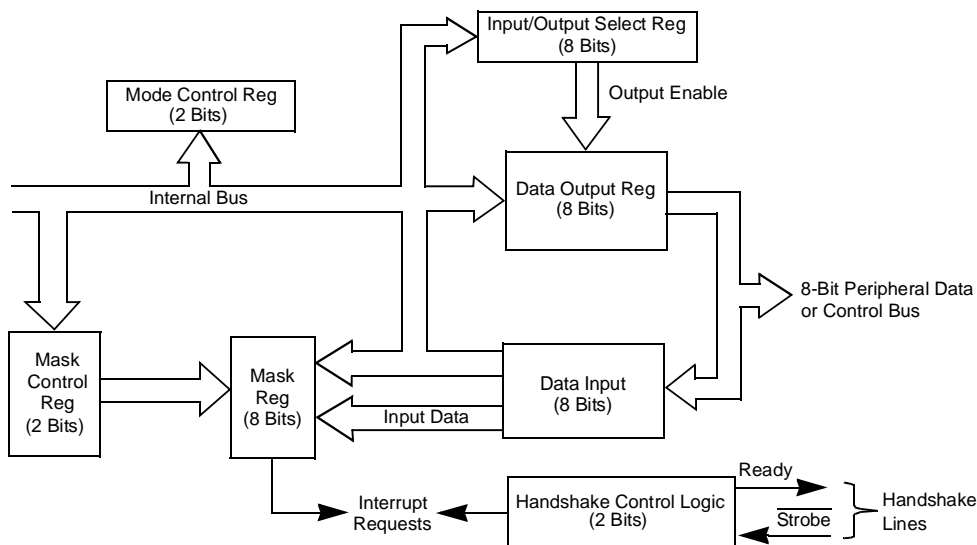 Input/Output Select Reg
(8 Bits)
Mode Control Reg
(2 Bits)
Output Enable
Internal Bus
Data Output Reg
(8 Bits)
8-Bit Peripheral Data
or Control Bus
Mask
Control
Reg
(2 Bits)
Mask
Reg
(8 Bits)
Data Input
(8 Bits)
Input Data
Interrupt
Requests
Handshake Control Logic
(2 Bits)
Ready
Strobe
Handshake
Lines